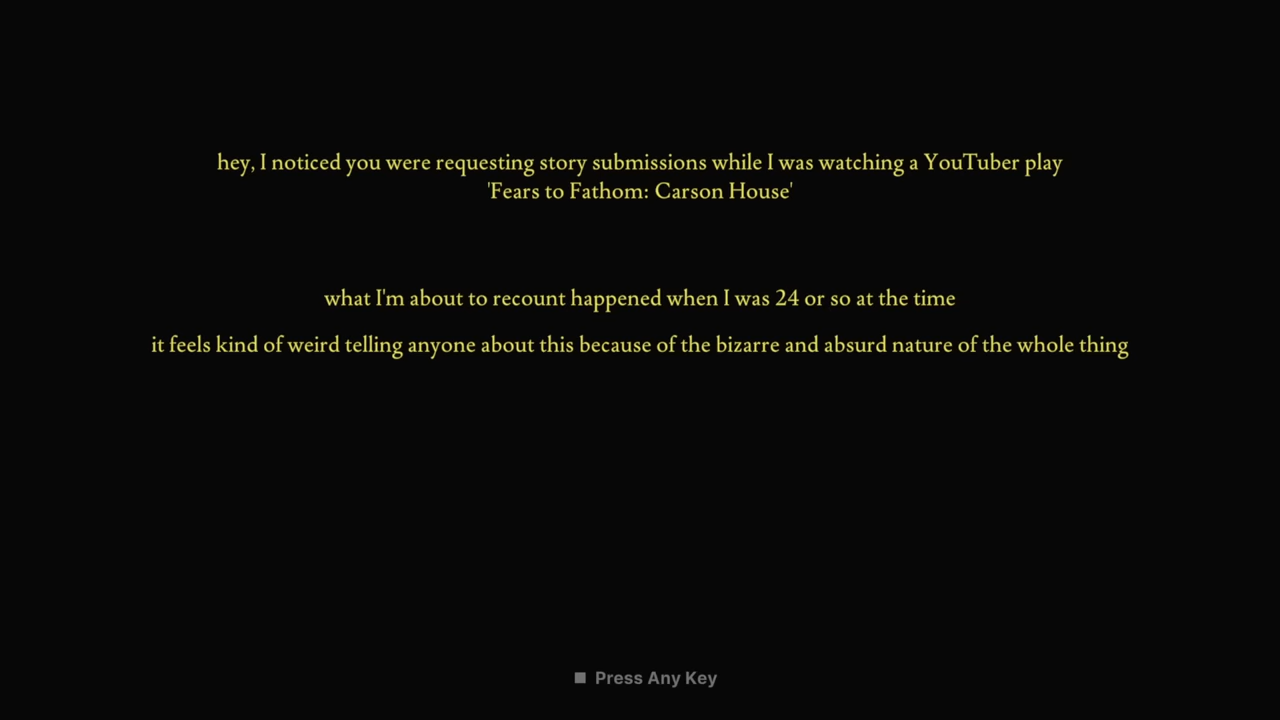 hey, I noticed you were requesting story submissions while I was watching a YouTuber play
'Fears to Fathom: Carson House'
what I'm about to recount happened when I was 24 or so at the time
it feels kind of weird telling anyone about this because of the bizarre and absurd nature of the whole thing
Press Any Key